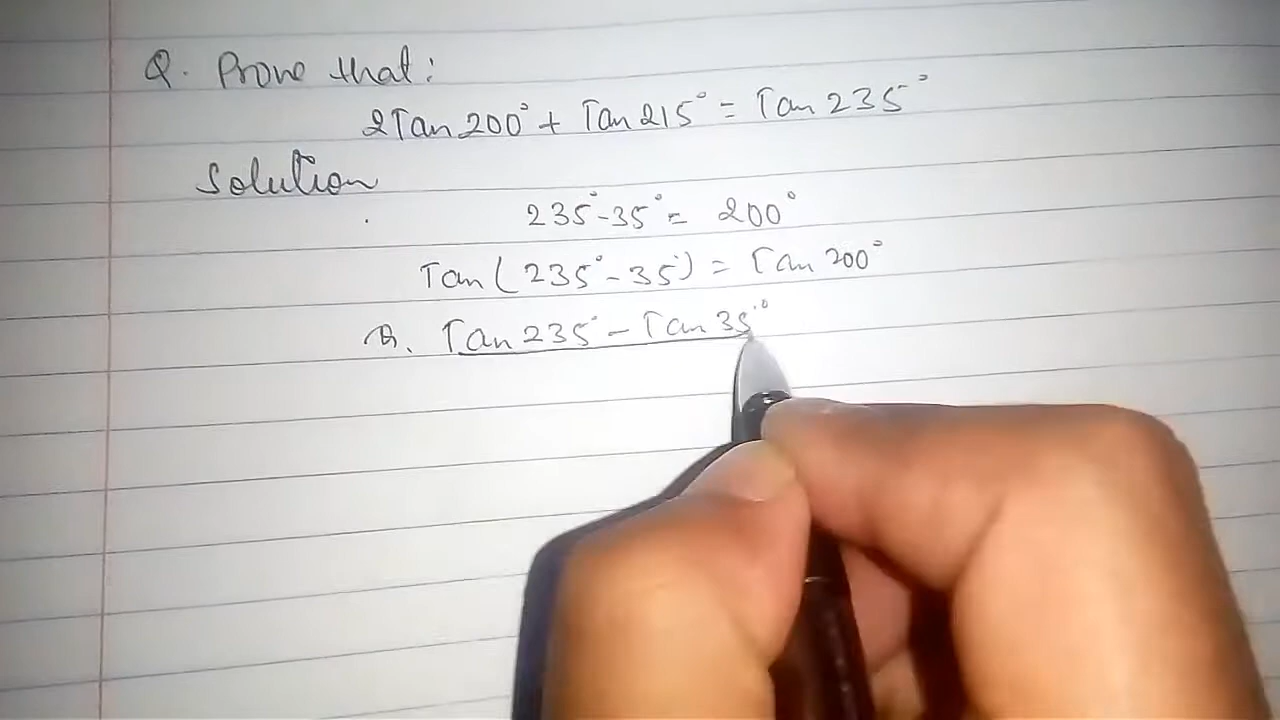 Q. Prove that:
2Tan 200° + Tan 215° = Tan 235°
Solution
235° - 35° = 200°
Tan (235° - 35°) = Tan 200°
Tan 235° - Tan 35°